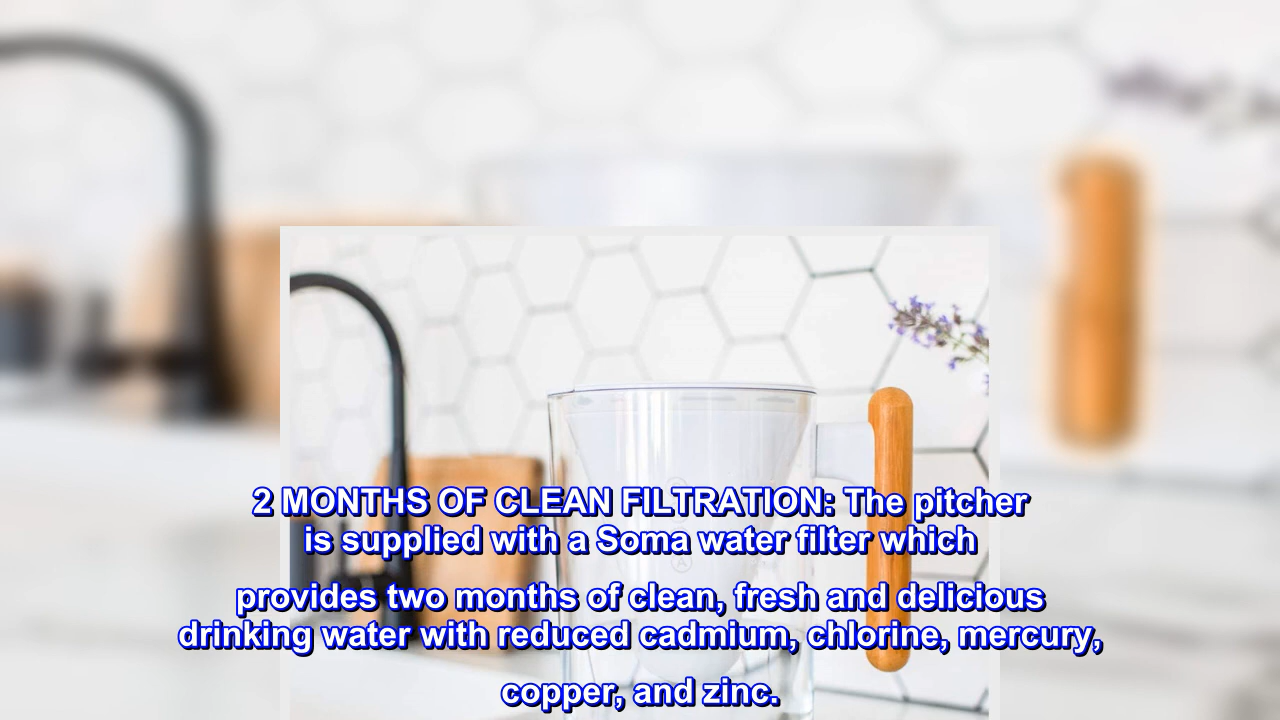 2 MONTHS OF CLEAN FILTRATION: The pitcher
is supplied with a Soma water filter which
provides two months of clean, fresh and delicious
drinking water with reduced cadmium, chlorine, mercury,
copper, and zinc.